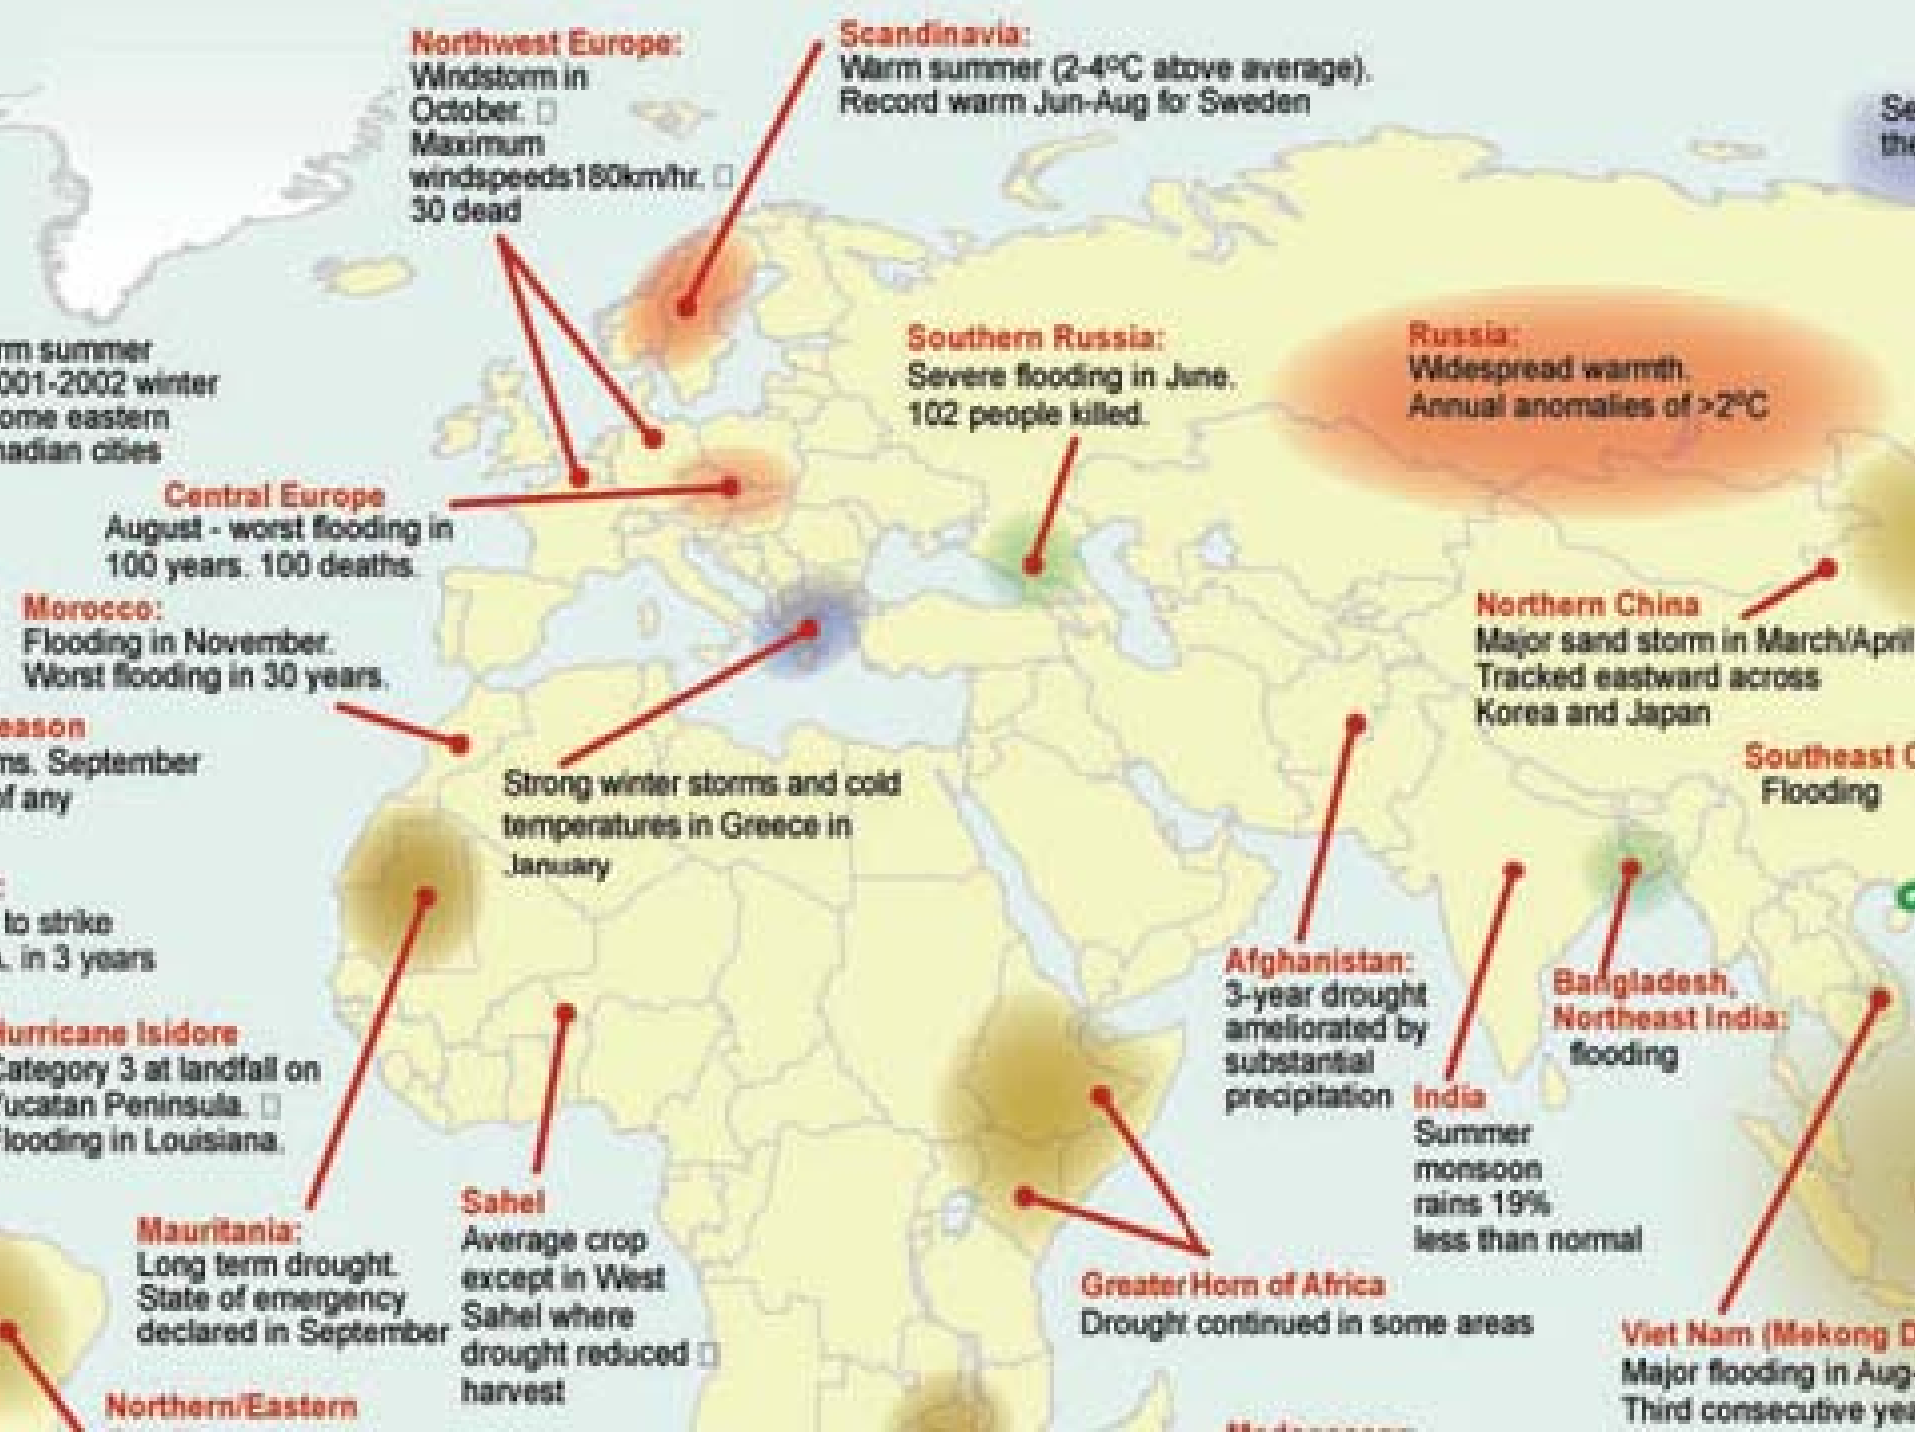 Northwest Europe:
Windstorm in
October.
Maximum
windspeeds180km/hr.
30 dead
Scandinavia:
Warm summer (2-4ºC above average).
Record warm Jun-Aug for Sweden
Se
the
Southern Russia:
Severe flooding in June.
102 people killed.
Russia:
Widespread warmth.
Annual anomalies of >2ºC
rm summer
001-2002 winter
ome eastern
nadian cities
Central Europe
August - worst flooding in
100 years. 100 deaths.
Morocco:
Flooding in November.
Worst flooding in 30 years.
Northern China
Major sand storm in March/April
Tracked eastward across
Korea and Japan
eason
ms. September
of any
Strong winter storms and cold
temperatures in Greece in
January
Southeast C
Flooding
:
to strike
. in 3 years
Afghanistan:
3-year drought
ameliorated by
substantial
precipitation
Bangladesh,
Northeast India:
flooding
Hurricane Isidore
Category 3 at landfall on
Yucatan Peninsula.
Flooding in Louisiana.
India
Summer
monsoon
rains 19%
less than normal
Mauritania:
Long term drought.
State of emergency
declared in September
Sahel
Average crop
except in West
Sahel where
drought reduced
harvest
Greater Horn of Africa
Drought continued in some areas
Viet Nam (Mekong D
Major flooding in Aug-
Third consecutive yea
Northern/Eastern